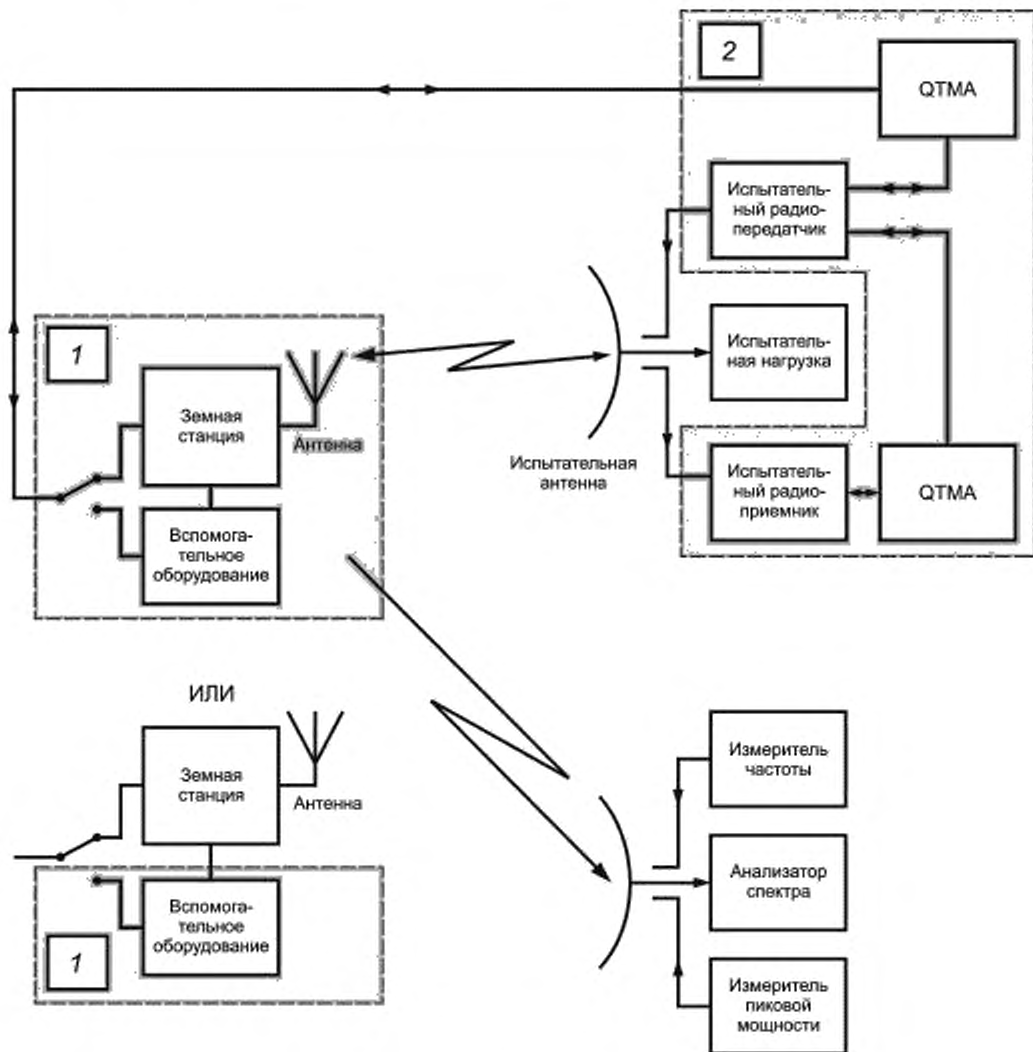 2
QTMA
Испытатель-
ный радио-
передатчик
1
Испытатель-
ная нагрузка
Земная
станция
Антенна
Испытательная
антенна
Испытатель-
ный радио-
приемник
QTMA
Вспомога-
тельное
оборудование
ИЛИ
Земная
станция
Антенна
Измеритель
частоты
Анализатор
спектра
Вспомога-
тельное
оборудование
1
Измеритель
пиковой
мощности